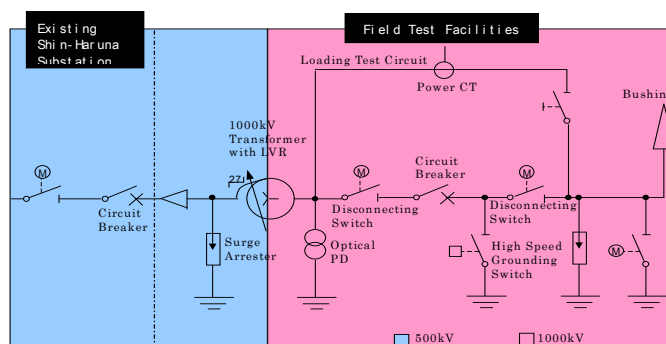 Existing
Shin-Haruna
Substation
Field Test Facilities
Loading Test Circuit
Power CT
Bushin
1000kV
Transformer
with LVR
27
M
M
M
Circuit
Breaker
Circuit
Breaker
Disconnecting
Switch
Disconnecting
Switch
Surge
Arrester
Optical
PD
High Speed
Grounding
Switch
M
500kV
1000kV